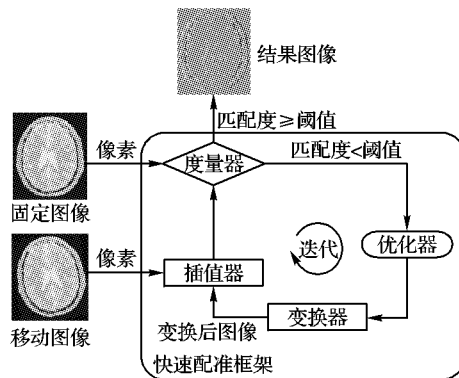 结果图像
匹配度≥阈值
像素
度量器
匹配度<阈值
固定图像
像素
插值器
迭代
优化器
移动图像
变换后图像
变换器
快速配准框架